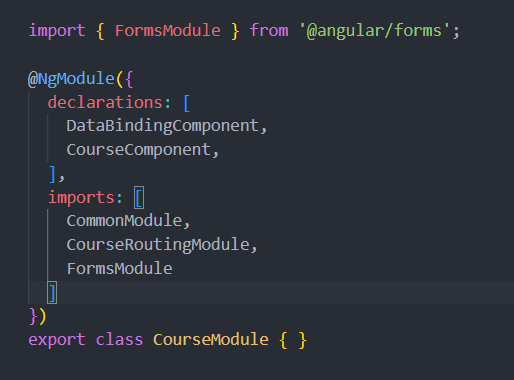 import { FormsModule } from '@angular/forms';
@NgModule({
declarations: [
DataBindingComponent,
CourseComponent,
],
imports: [
CommonModule,
CourseRoutingModule,
FormsModule
]
})
export class CourseModule { }